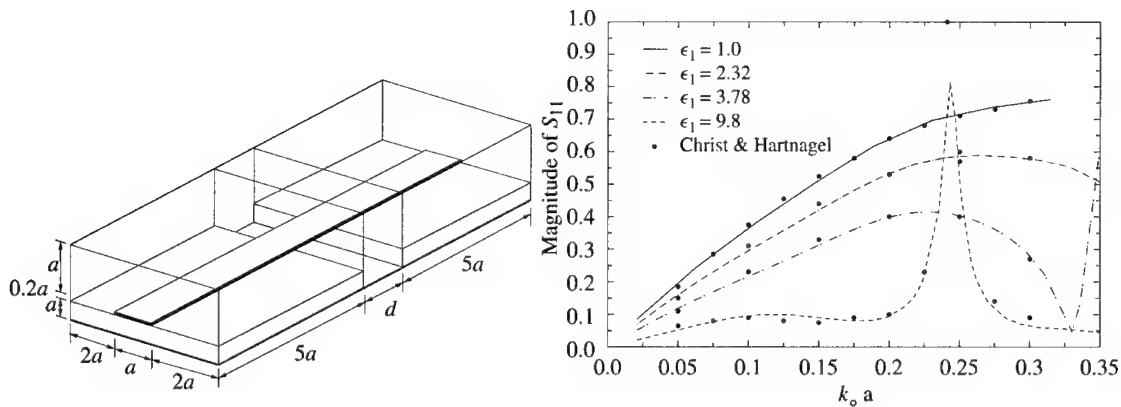 a
0.2a
a
2a
a
2a
5a
d
5a
Magnitude of S₁₁
1.0
0.9
0.8
0.7
0.6
0.5
0.4
0.3
0.2
0.1
0.0
ϵ₁ = 1.0
ϵ₁ = 2.32
ϵ₁ = 3.78
ϵ₁ = 9.8
Christ & Hartnagel
0.0 0.05 0.10 0.15 0.20 0.25 0.30 0.35
kₒ a